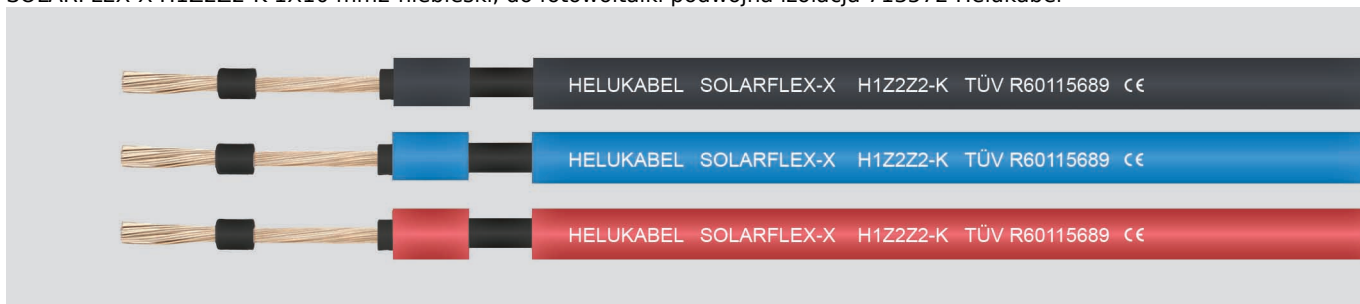 SOLARFLEX-X H1Z2Z2-K 1X10 mm2 niebieski, do fotowoltaiki podwójna izolacja 713572 Helukabel
HELUKABEL SOLARFLEX-X H1Z2Z2-K TÜV R60115689 CE
HELUKABEL SOLARFLEX-X H1Z2Z2-K TÜV R60115689 CE
HELUKABEL SOLARFLEX-X H1Z2Z2-K TÜV R60115689 CE